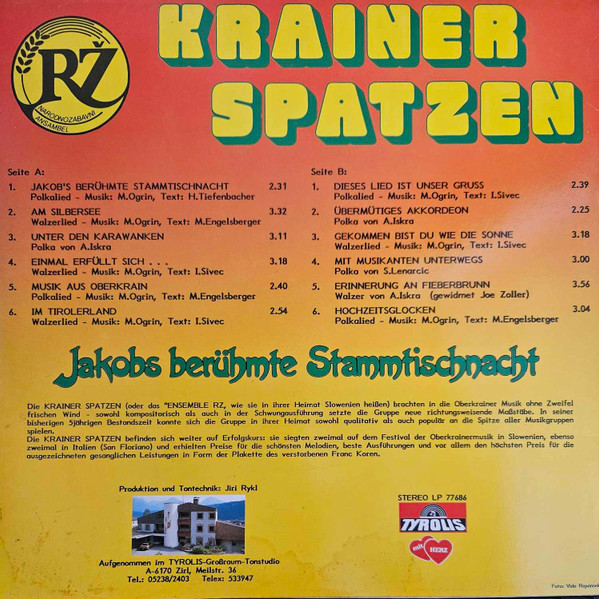 KRAINER
SPATZEN
RŽ
NARODNOZABAVNI
ANSAMBEL
Seite A:
1. JAKOB'S BERÜHMTE STAMMTISCHNACHT 2.31
Polkalied - Musik: M.Ogrin, Text: H.Tiefenbacher
2. AM SILBERSEE 3.32
Walzerlied - Musik: M.Ogrin, Text: M.Engelsberger
3. UNTER DEN KARAWANKEN 3.11
Polka von A.Iskra
4. EINMAL ERFÜLLT SICH . . . 3.18
Walzerlied - Musik: M.Ogrin, Text: I.Sivec
5. MUSIK AUS OBERKRAIN 2.40
Polkalied - Musik: M.Ogrin, Text: M.Engelsberger
6. IM TIROLERLAND 2.54
Walzerlied - Musik: M.Ogrin, Text: I.Sivec
Seite B:
1. DIESES LIED IST UNSER GRUSS 2.39
Polkalied - Musik: M.Ogrin, Text: I.Sivec
2. ÜBERMÜTIGES AKKORDEON 2.25
Polka von A.Iskra
3. GEKOMMEN BIST DU WIE DIE SONNE 3.18
Walzerlied - Musik: M.Ogrin, Text: I.Sivec
4. MIT MUSIKANTEN UNTERWEGS 3.00
Polka von S.Lenarcic
5. ERINNERUNG AN FIEBERBRUNN 3.56
Walzer von A.Iskra (gewidmet Joe Zoller)
6. HOCHZEITSGLOCKEN 3.04
Polkalied - Musik: M.Ogrin, Text: M.Engelsberger
Jakobs berühmte Stammtischnacht
Die KRAINER SPATZEN (oder das "ENSEMBLE RZ, wie sie in ihrer Heimat Slowenien heißen) brachten in die Oberkrainer Musik ohne Zweifel
frischen Wind - sowohl kompositorisch als auch in der Schwungausführung setzte die Gruppe neue richtungsweisende Maßstäbe. In seiner
bisherigen 5jährigen Bestandszeit konnte sich die Gruppe in ihrer Heimat sowohl qualitativ als auch populär an die Spitze aller Musikgruppen
spielen.
Die KRAINER SPATZEN befinden sich weiter auf Erfolgskurs: sie siegten zweimal auf dem Festival der Oberkrainermusik in Slowenien, ebenso
zweimal in Italien (San Floriano) und erhielten Preise für die schönsten Melodien, beste Ausführungen und vor allem den höchsten Preis für die
ausgezeichneten gesanglichen Leistungen in Form der Plakette des verstorbenen Franc Koren.
Produktion und Tontechnik: Jiri Rykl
Aufgenommen im TYROLIS-Großraum-Tonstudio
A-6170 Zirl, Meilstr. 36
Tel.: 05238/2403 Telex: 533947
STEREO LP 77686
TYROLIS
mit HERZ
Foto: Vido